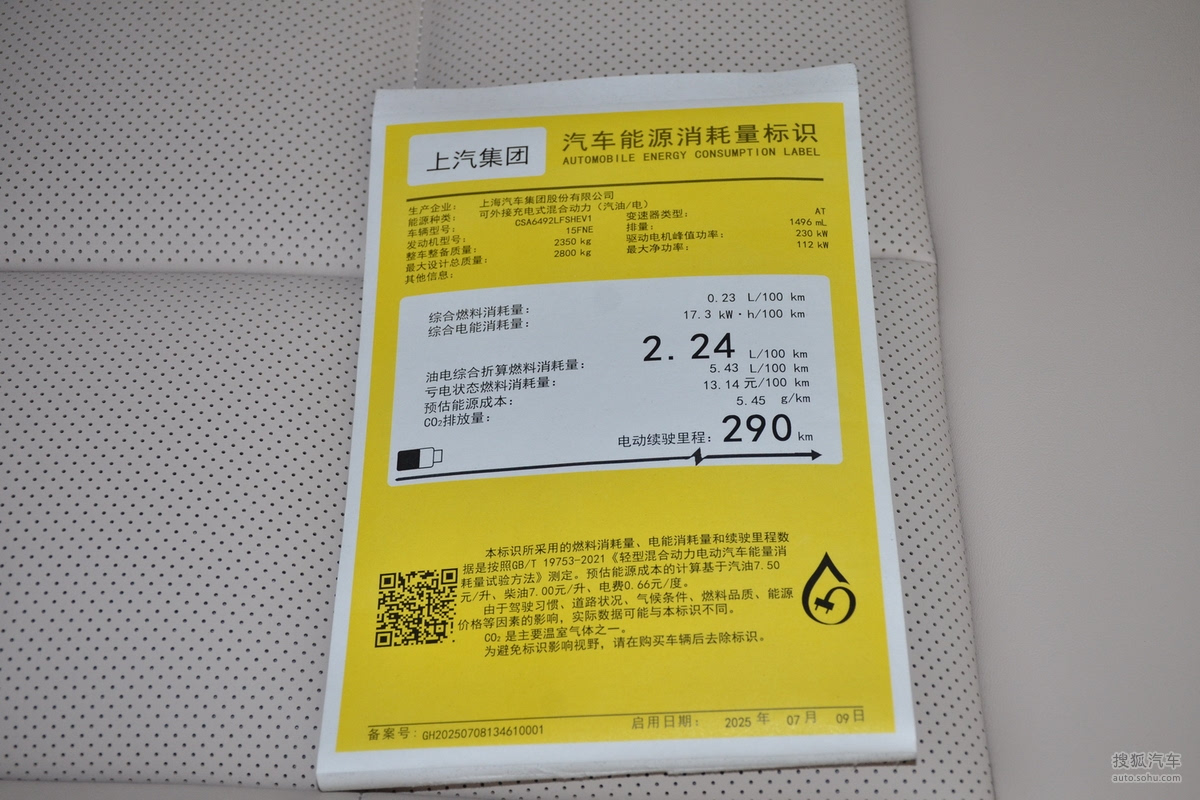 上汽集团
汽车能源消耗量标识
AUTOMOBILE ENERGY CONSUMPTION LABEL
生产企业： 上海汽车集团股份有限公司
能源种类： 可外接充电式混合动力（汽油/电）
车辆型号： CSA6492LFSHEV1 变速器类型： AT
发动机型号： 15FNE 排量： 1496 mL
整车整备质量： 2350 kg 驱动电机峰值功率： 230 kW
最大设计总质量： 2800 kg 最大净功率： 112 kW
其他信息：
综合燃料消耗量： 0.23 L/100 km
综合电能消耗量： 17.3 kW·h/100 km
油电综合折算燃料消耗量： 2.24 L/100 km
亏电状态燃料消耗量： 5.43 L/100 km
预估能源成本： 13.14 元/100 km
CO₂排放量： 5.45 g/km
电动续驶里程： 290 km
本标识所采用的燃料消耗量、电能消耗量和续驶里程数
据是按照GB/T 19753-2021《轻型混合动力电动汽车能量消
耗量试验方法》测定。预估能源成本的计算基于汽油7.50
元/升、柴油7.00元/升、电费0.66元/度。
由于驾驶习惯、道路状况、气候条件、燃料品质、能源
价格等因素的影响，实际数据可能与本标识不同。
CO₂ 是主要温室气体之一。
为避免标识影响视野，请在购买车辆后去除标识。
备案号：GH20250708134610001 启用日期： 2025 年 07 月 09 日
搜狐汽车
auto.sohu.com